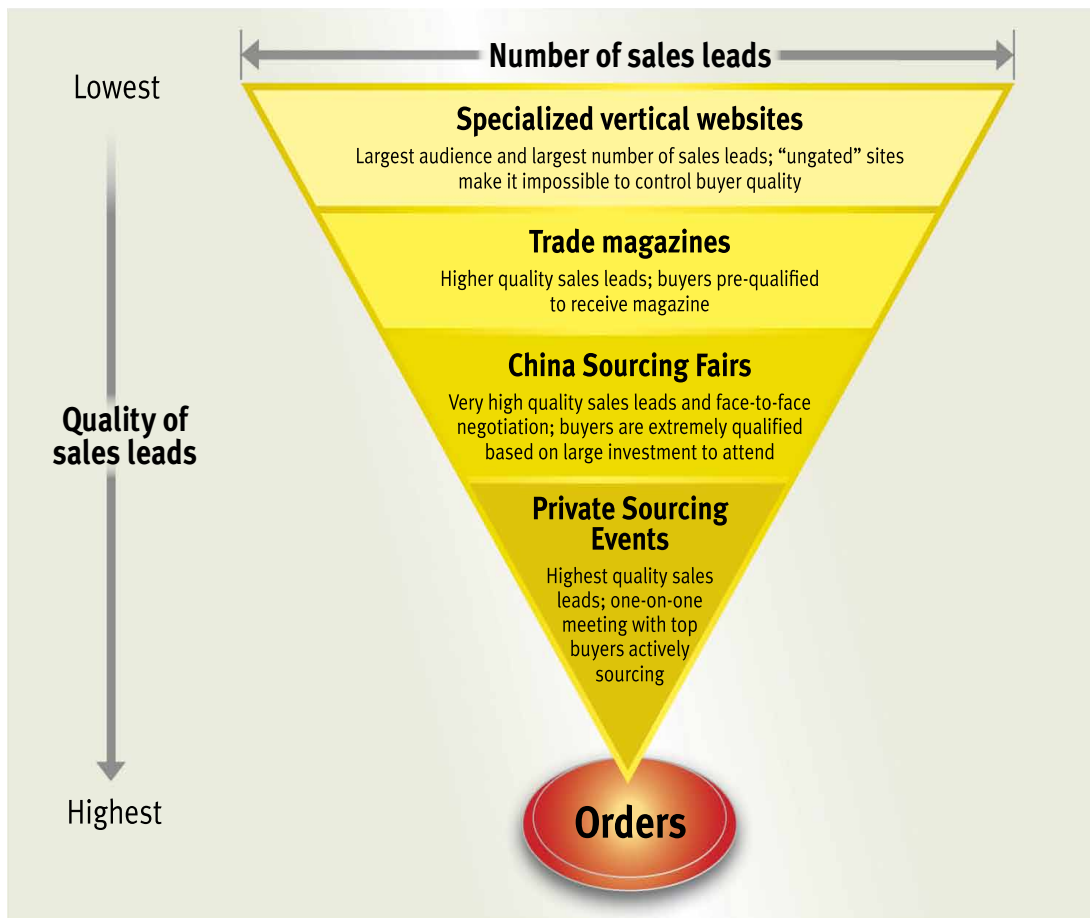 Number of sales leads
Lowest
Specialized vertical websites
Largest audience and largest number of sales leads; “ungated” sites
make it impossible to control buyer quality
Trade magazines
Higher quality sales leads; buyers pre-qualified
to receive magazine
China Sourcing Fairs
Very high quality sales leads and face-to-face
negotiation; buyers are extremely qualified
based on large investment to attend
Quality of
sales leads
Private Sourcing
Events
Highest quality sales
leads; one-on-one
meeting with top
buyers actively
sourcing
Highest
Orders